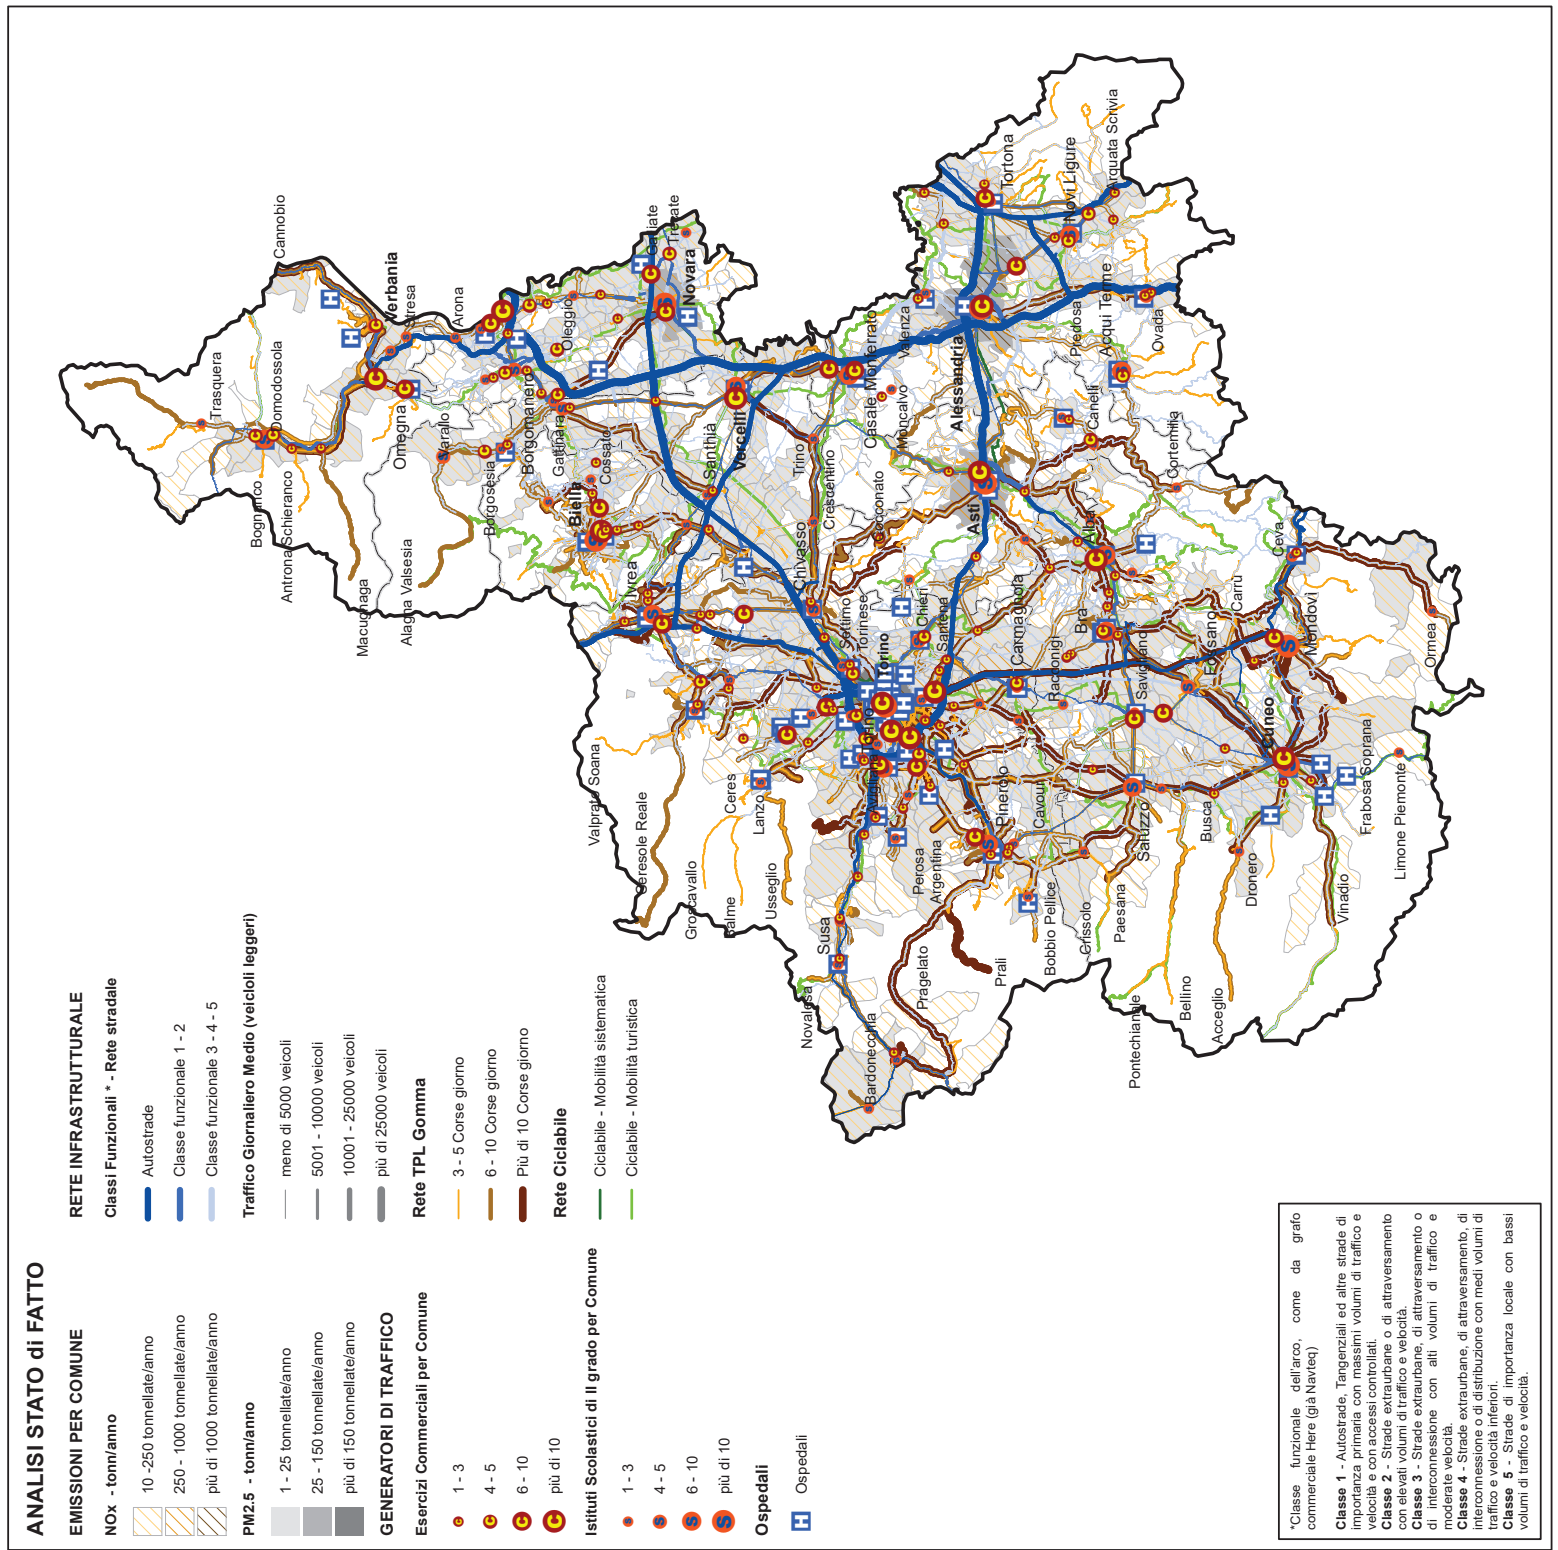 ANALISI STATO di FATTO
EMISSIONI PER COMUNE
NOx - tonn/anno
10 -250 tonnellate/anno
250 - 1000 tonnellate/anno
più di 1000 tonnellate/anno
PM2.5 - tonn/anno
1 - 25 tonnellate/anno
25 - 150 tonnellate/anno
più di 150 tonnellate/anno
GENERATORI DI TRAFFICO
Esercizi Commerciali per Comune
1 - 3
4 - 5
6 - 10
più di 10
Istituti Scolastici di II grado per Comune
1 - 3
4 - 5
6 - 10
più di 10
Ospedali
Ospedali
RETE INFRASTRUTTURALE
Classi Funzionali * - Rete stradale
Autostrade
Classe funzionale 1 - 2
Classe funzionale 3 - 4 - 5
Traffico Giornaliero Medio (veicloli leggeri)
meno di 5000 veicoli
5001 - 10000 veicoli
10001 - 25000 veicoli
più di 25000 veicoli
Rete TPL Gomma
3 - 5 Corse giorno
6 - 10 Corse giorno
Più di 10 Corse giorno
Rete Ciclabile
Ciclabile - Mobilità sistematica
Ciclabile - Mobilità turistica
*Classe funzionale dell'arco, come da grafo
commerciale Here (già Navteq)
Classe 1 - Autostrade, Tangenziali ed altre strade di
importanza primaria con massimi volumi di traffico e
velocità e con accessi controllati.
Classe 2 - Strade extraurbane o di attraversamento
con elevati volumi di traffico e velocità.
Classe 3 - Strade extraurbane, di attraversamento o
di interconnessione con alti volumi di traffico e
moderate velocità.
Classe 4 - Strade extraurbane, di attraversamento, di
interconnessione o di distribuzione con medi volumi di
traffico e velocità inferiori.
Classe 5 - Strade di importanza locale con bassi
volumi di traffico e velocità.
Trasquera
Cannobio
Domodossola
Bognanco
Antrona Schieranco
Verbania
Stresa
Macugnaga
Omegna
Arona
Alagna Valsesia
Varallo
Borgosesia
Borgomanero
Oleggio
Gattinara
Galliate
Trecate
Novara
Biella
Cossato
Santhià
Vercelli
Ivrea
Valprato Soana
Ceresole Reale
Groscavallo
Balme
Usseglio
Ceres
Lanzo
Chivasso
Crescentino
Trino
Casale Monferrato
Moncalvo
Valenza
Cocconato
Settimo
Torinese
Torino
Torino
Chieri
Santena
Avigliana
Susa
Novalesa
Bardonecchia
Pragelato
Prali
Perosa
Argentina
Pinerolo
Cavour
Bobbio Pellice
Crissolo
Paesana
Pontechianale
Bellino
Acceglio
Carmagnola
Racconigi
Bra
Alba
Asti
Alessandria
Tortona
Novi Ligure
Arquata Scrivia
Predosa
Acqui Terme
Ovada
Canelli
Cortemilia
Savigliano
Saluzzo
Fossano
Busca
Dronero
Vinadio
Cuneo
Carrù
Mondovì
Ceva
Ormea
Frabosa Soprana
Limone Piemonte